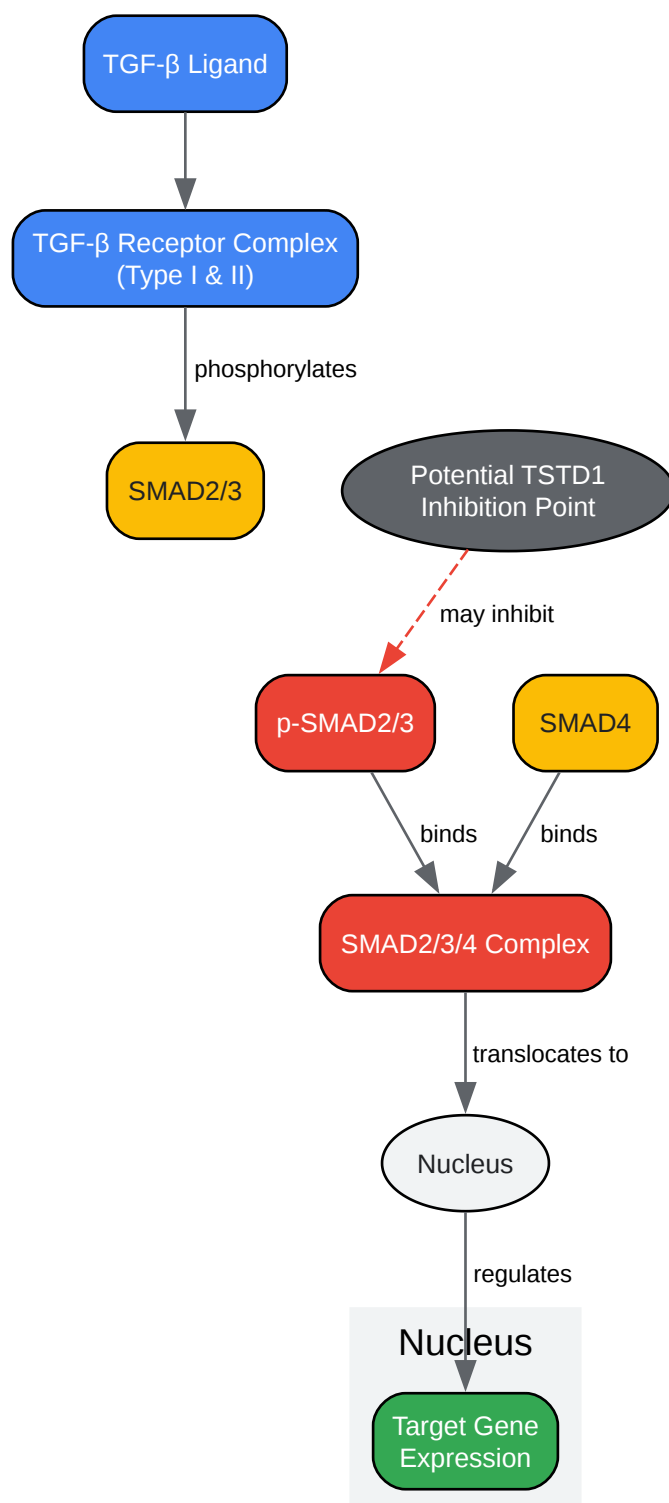 TGF-β Ligand
TGF-β Receptor Complex
(Type I & II)
phosphorylates
SMAD2/3
Potential TSTD1
Inhibition Point
may inhibit
p-SMAD2/3
SMAD4
binds
binds
SMAD2/3/4 Complex
translocates to
Nucleus
regulates
Nucleus
Target Gene
Expression